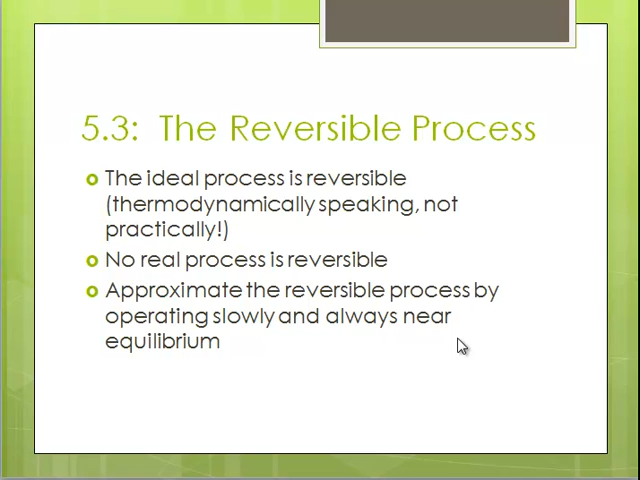 5.3: The Reversible Process
The ideal process is reversible
(thermodynamically speaking, not
practically!)
No real process is reversible
Approximate the reversible process by
operating slowly and always near
equilibrium